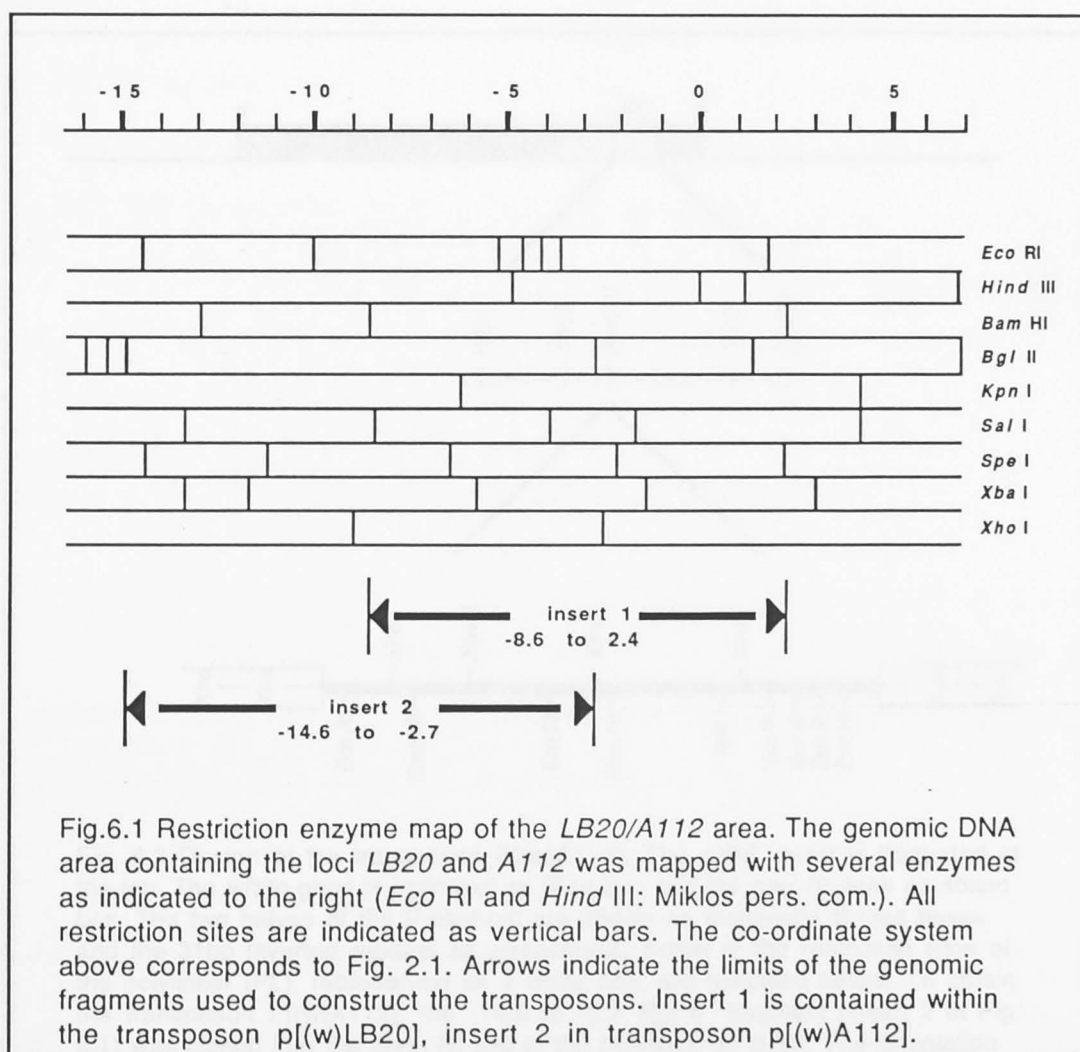 -15 -10 -5 0 5
Eco RI
Hind III
Bam HI
Bgl II
Kpn I
Sal I
Spe I
Xba I
Xho I
insert 1
-8.6 to 2.4
insert 2
-14.6 to -2.7
Fig.6.1 Restriction enzyme map of the LB20/A112 area. The genomic DNA
area containing the loci LB20 and A112 was mapped with several enzymes
as indicated to the right (Eco RI and Hind III: Miklos pers. com.). All
restriction sites are indicated as vertical bars. The co-ordinate system
above corresponds to Fig. 2.1. Arrows indicate the limits of the genomic
fragments used to construct the transposons. Insert 1 is contained within
the transposon p[(w)LB20], insert 2 in transposon p[(w)A112].